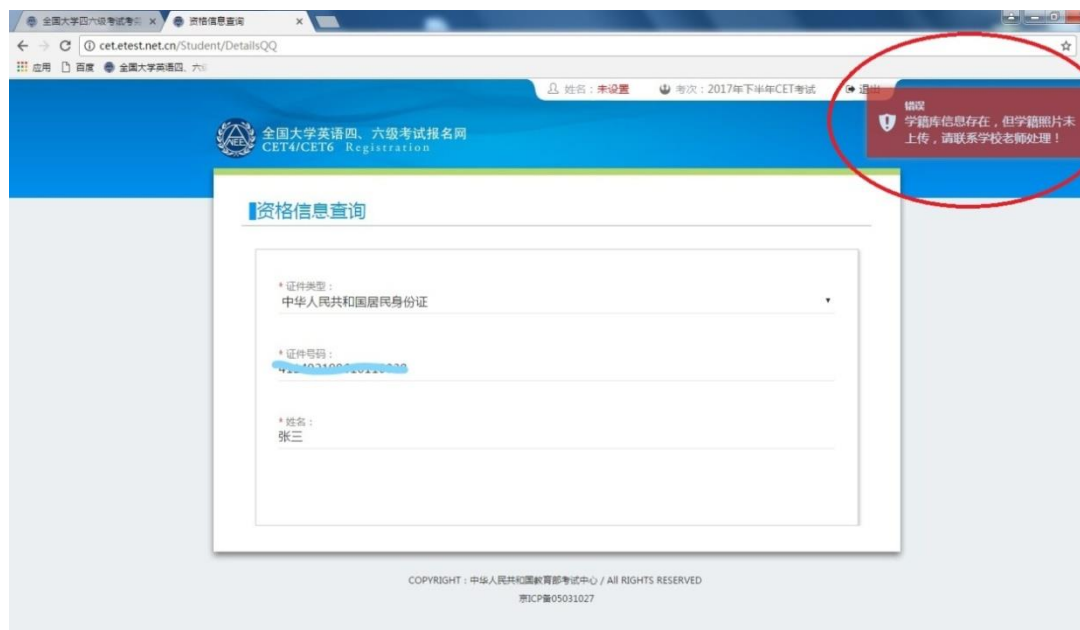 全国大学四六级考试考务
资格信息查询
cet.etest.net.cn/Student/DetailsQQ
应用 百度 全国大学英语四、六
姓名：未设置 考次：2017年下半年CET考试 退出
错误
学籍库信息存在，但学籍照片未
上传，请联系学校老师处理！
NEEA
全国大学英语四、六级考试报名网
CET4/CET6 Registration
资格信息查询
* 证件类型：
中华人民共和国居民身份证
* 证件号码：
* 姓名：
张三
COPYRIGHT：中华人民共和国教育部考试中心 / All RIGHTS RESERVED
京ICP备05031027